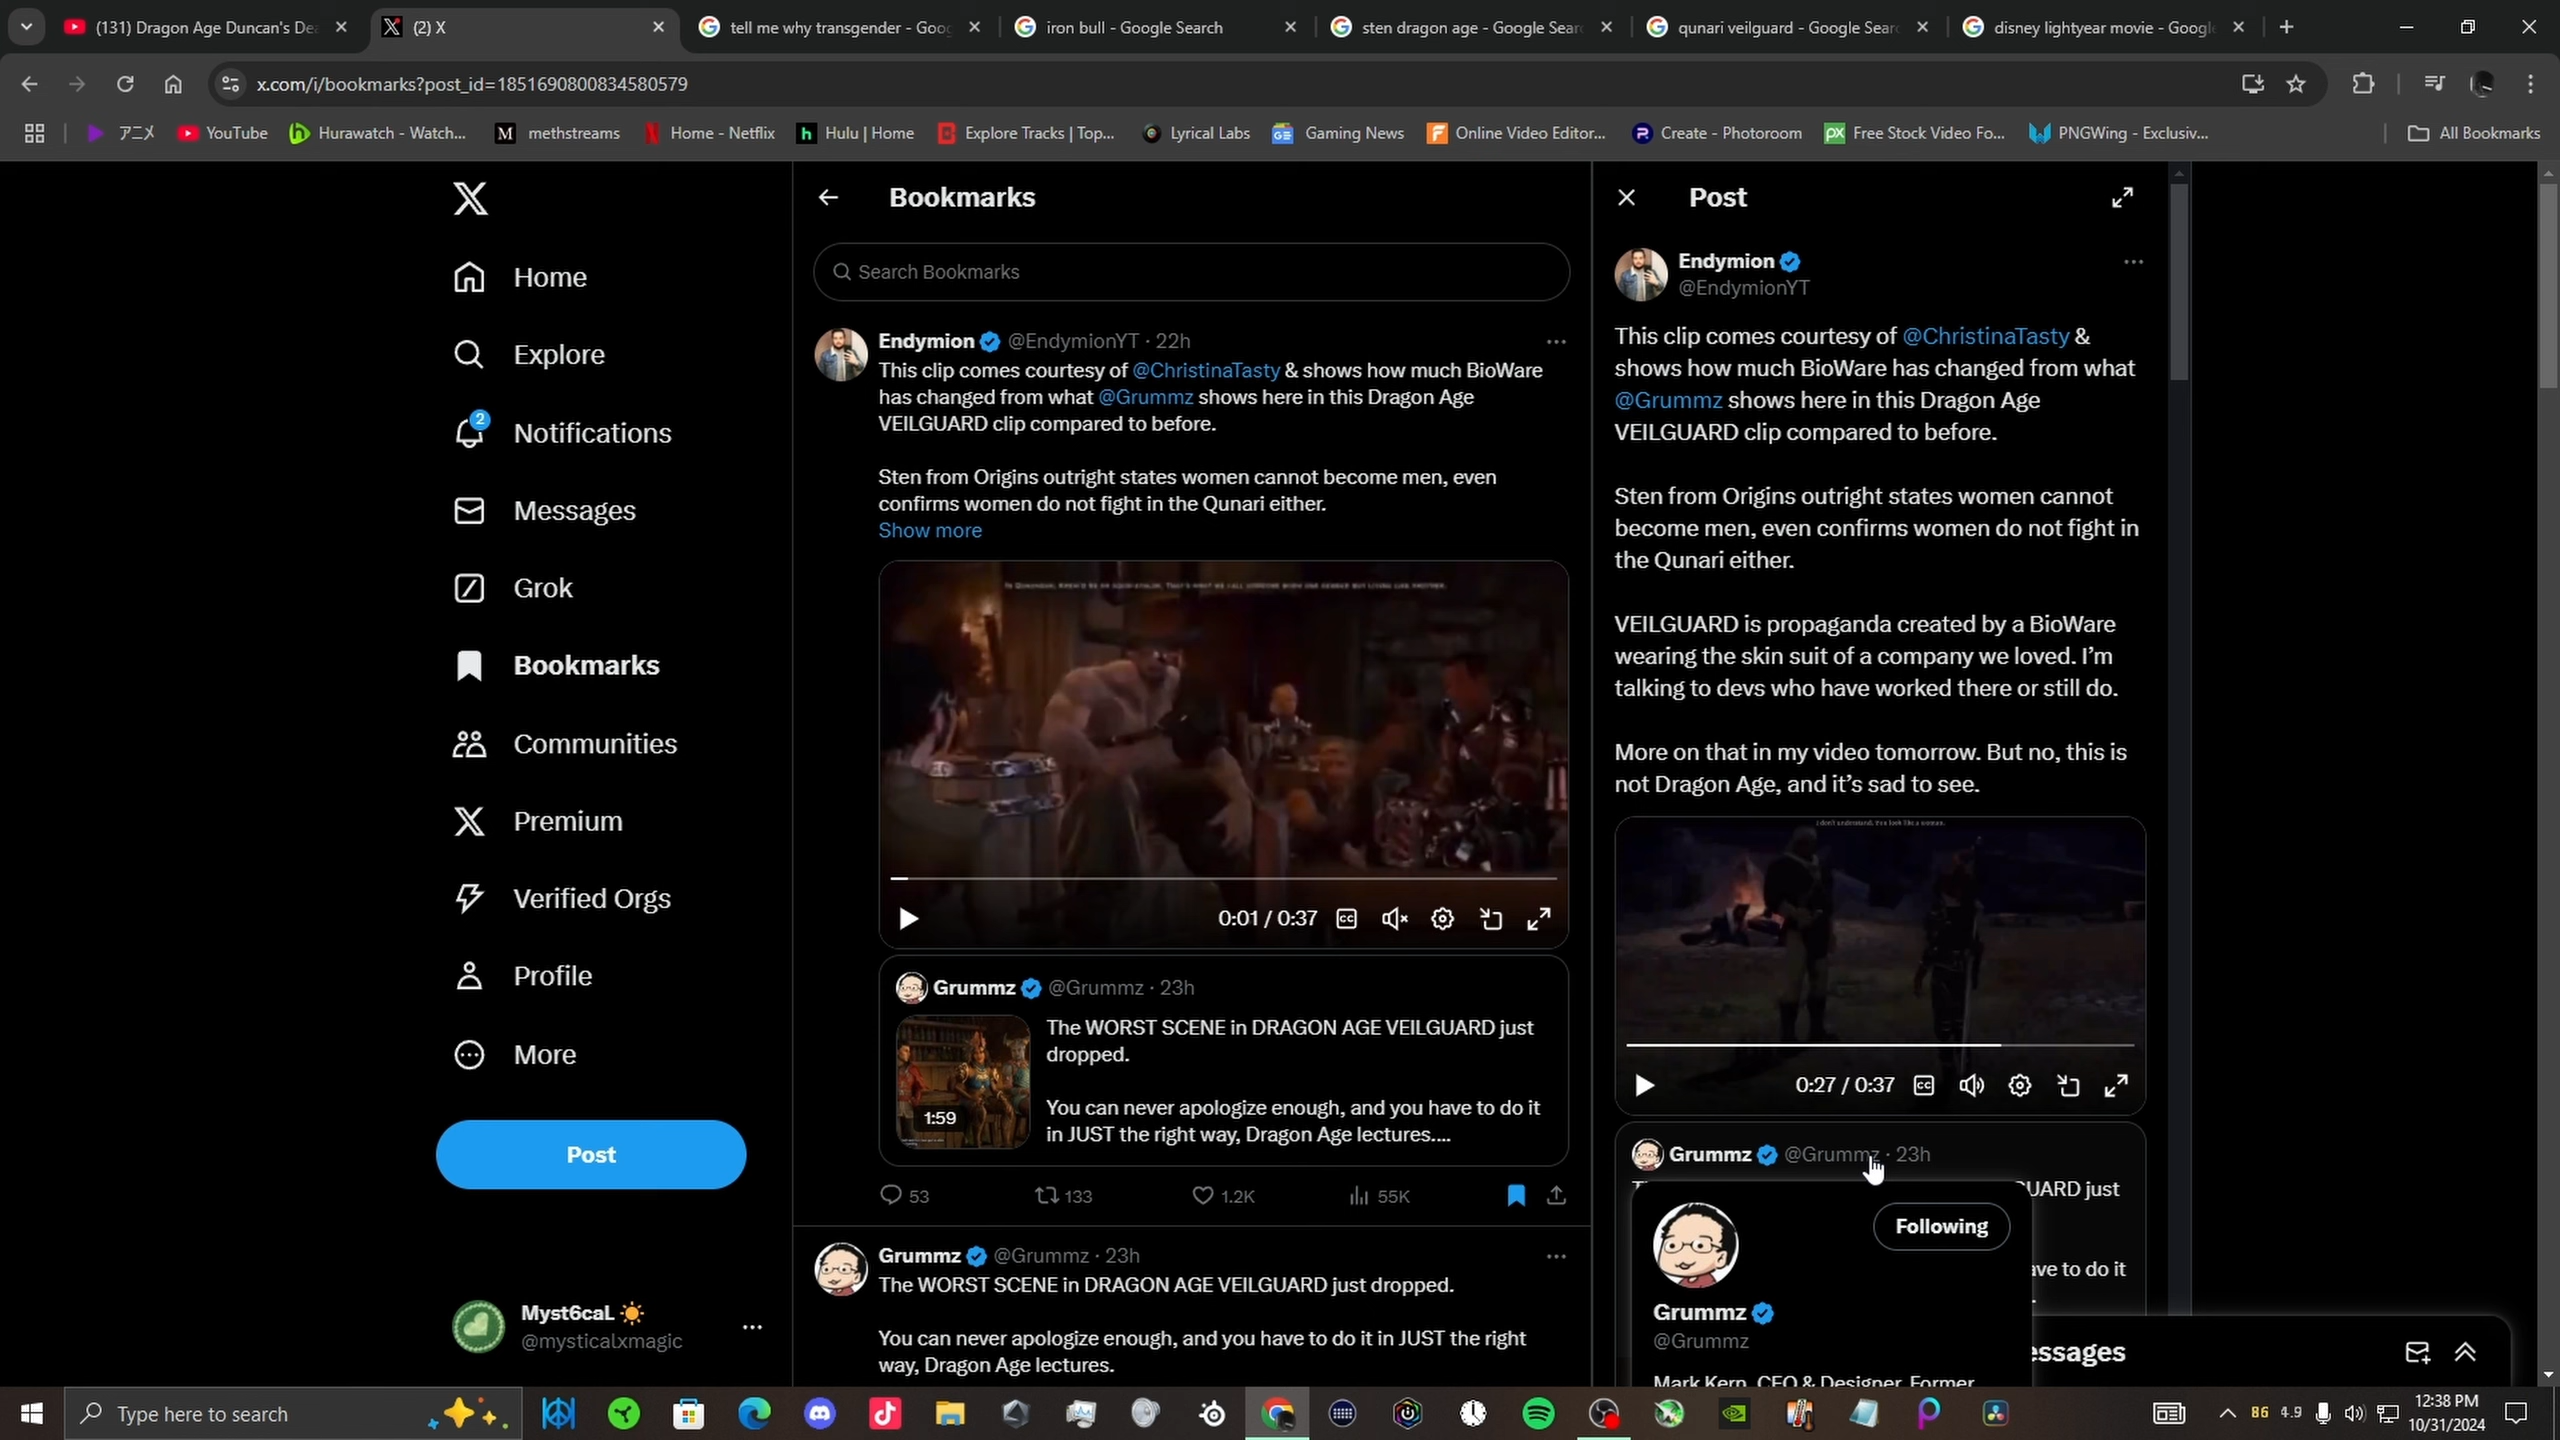 (131) Dragon Age Duncan's De
(2) X
tell me why transgender - Goog
iron bull - Google Search
sten dragon age - Google Sear
qunari veilguard - Google Sear
disney lightyear movie - Googl
x.com/i/bookmarks?post_id=1851690800834580579
アニメ
YouTube
Hurawatch - Watch...
methstreams
Home - Netflix
Hulu | Home
Explore Tracks | Top...
Lyrical Labs
Gaming News
Online Video Editor...
Create - Photoroom
Free Stock Video Fo...
PNGWing - Exclusiv...
All Bookmarks
Home
Explore
2
Notifications
Messages
Grok
Bookmarks
Communities
Premium
Verified Orgs
Profile
More
Post
Myst6caL ☀️
@mysticalxmagic
Bookmarks
Search Bookmarks
Endymion @EndymionYT · 22h
This clip comes courtesy of @ChristinaTasty & shows how much BioWare
has changed from what @Grummz shows here in this Dragon Age
VEILGUARD clip compared to before.
Sten from Origins outright states women cannot become men, even
confirms women do not fight in the Qunari either.
Show more
0:01 / 0:37
Grummz @Grummz · 23h
The WORST SCENE in DRAGON AGE VEILGUARD just
dropped.
You can never apologize enough, and you have to do it
in JUST the right way, Dragon Age lectures....
1:59
53
133
1.2K
55K
Grummz @Grummz · 23h
The WORST SCENE in DRAGON AGE VEILGUARD just dropped.
You can never apologize enough, and you have to do it in JUST the right
way, Dragon Age lectures.
Post
Endymion
@EndymionYT
This clip comes courtesy of @ChristinaTasty &
shows how much BioWare has changed from what
@Grummz shows here in this Dragon Age
VEILGUARD clip compared to before.
Sten from Origins outright states women cannot
become men, even confirms women do not fight in
the Qunari either.
VEILGUARD is propaganda created by a BioWare
wearing the skin suit of a company we loved. I'm
talking to devs who have worked there or still do.
More on that in my video tomorrow. But no, this is
not Dragon Age, and it's sad to see.
I don't understand. You look like a woman.
0:27 / 0:37
Grummz @Grummz · 23h
UARD just
ave to do it
Following
Grummz
@Grummz
Mark Kern, CEO & Designer, Former
essages
Type here to search
86
4.9
12:38 PM
10/31/2024